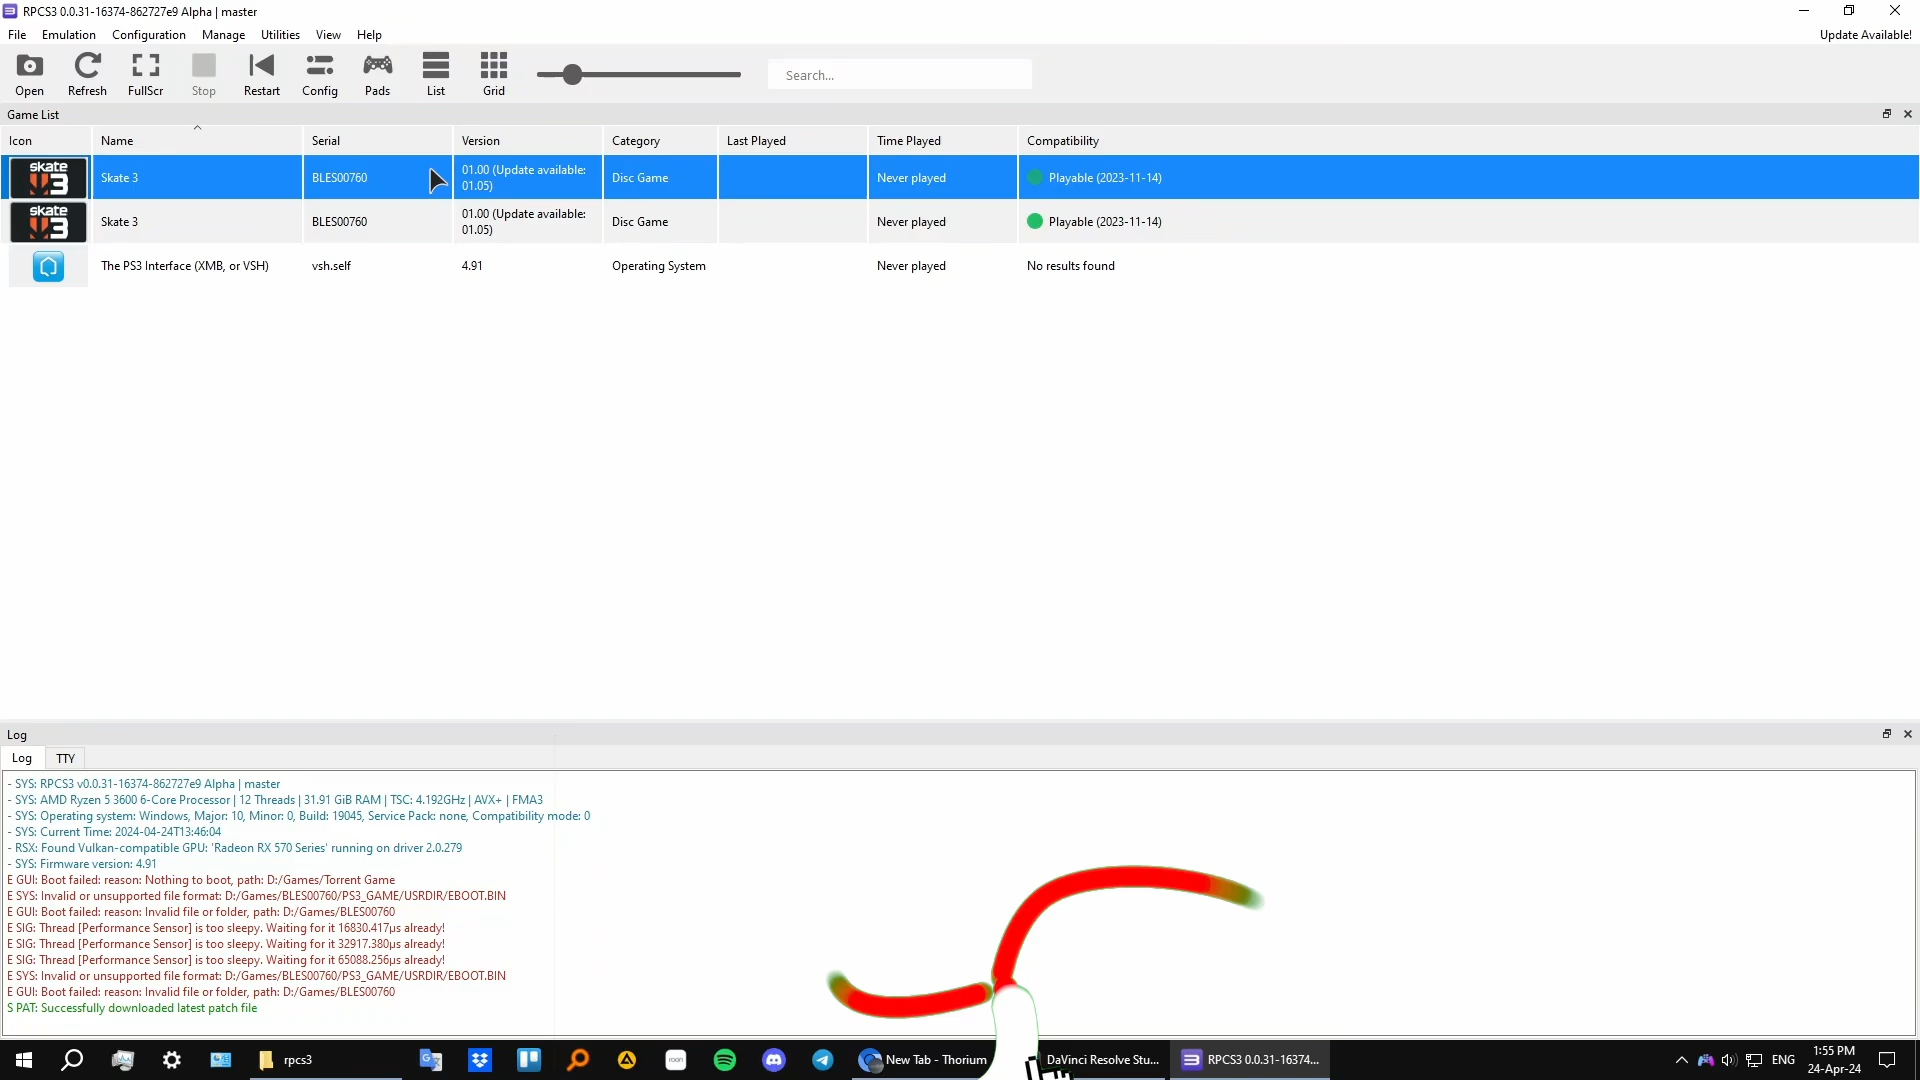 RPCS3 0.0.31-16374-862727e9 Alpha | master
File Emulation Configuration Manage Utilities View Help
Update Available!
Open Refresh FullScr Stop Restart Config Pads List Grid
Search...
Game List
Icon Name Serial Version Category Last Played Time Played Compatibility
skate 3
Skate 3 BLES00760 01.00 (Update available: 01.05) Disc Game Never played Playable (2023-11-14)
skate 3
Skate 3 BLES00760 01.00 (Update available: 01.05) Disc Game Never played Playable (2023-11-14)
The PS3 Interface (XMB, or VSH) vsh.self 4.91 Operating System Never played No results found
Log
Log TTY
- SYS: RPCS3 v0.0.31-16374-862727e9 Alpha | master
- SYS: AMD Ryzen 5 3600 6-Core Processor | 12 Threads | 31.91 GiB RAM | TSC: 4.192GHz | AVX+ | FMA3
- SYS: Operating system: Windows, Major: 10, Minor: 0, Build: 19045, Service Pack: none, Compatibility mode: 0
- SYS: Current Time: 2024-04-24T13:46:04
- RSX: Found Vulkan-compatible GPU: 'Radeon RX 570 Series' running on driver 2.0.279
- SYS: Firmware version: 4.91
E GUI: Boot failed: reason: Nothing to boot, path: D:/Games/Torrent Game
E SYS: Invalid or unsupported file format: D:/Games/BLES00760/PS3_GAME/USRDIR/EBOOT.BIN
E GUI: Boot failed: reason: Invalid file or folder, path: D:/Games/BLES00760
E SIG: Thread [Performance Sensor] is too sleepy. Waiting for it 16830.417µs already!
E SIG: Thread [Performance Sensor] is too sleepy. Waiting for it 32917.380µs already!
E SIG: Thread [Performance Sensor] is too sleepy. Waiting for it 65088.256µs already!
E SYS: Invalid or unsupported file format: D:/Games/BLES00760/PS3_GAME/USRDIR/EBOOT.BIN
E GUI: Boot failed: reason: Invalid file or folder, path: D:/Games/BLES00760
S PAT: Successfully downloaded latest patch file
rpcs3
roon
New Tab - Thorium
DaVinci Resolve Stu...
RPCS3 0.0.31-16374...
ENG
1:55 PM
24-Apr-24